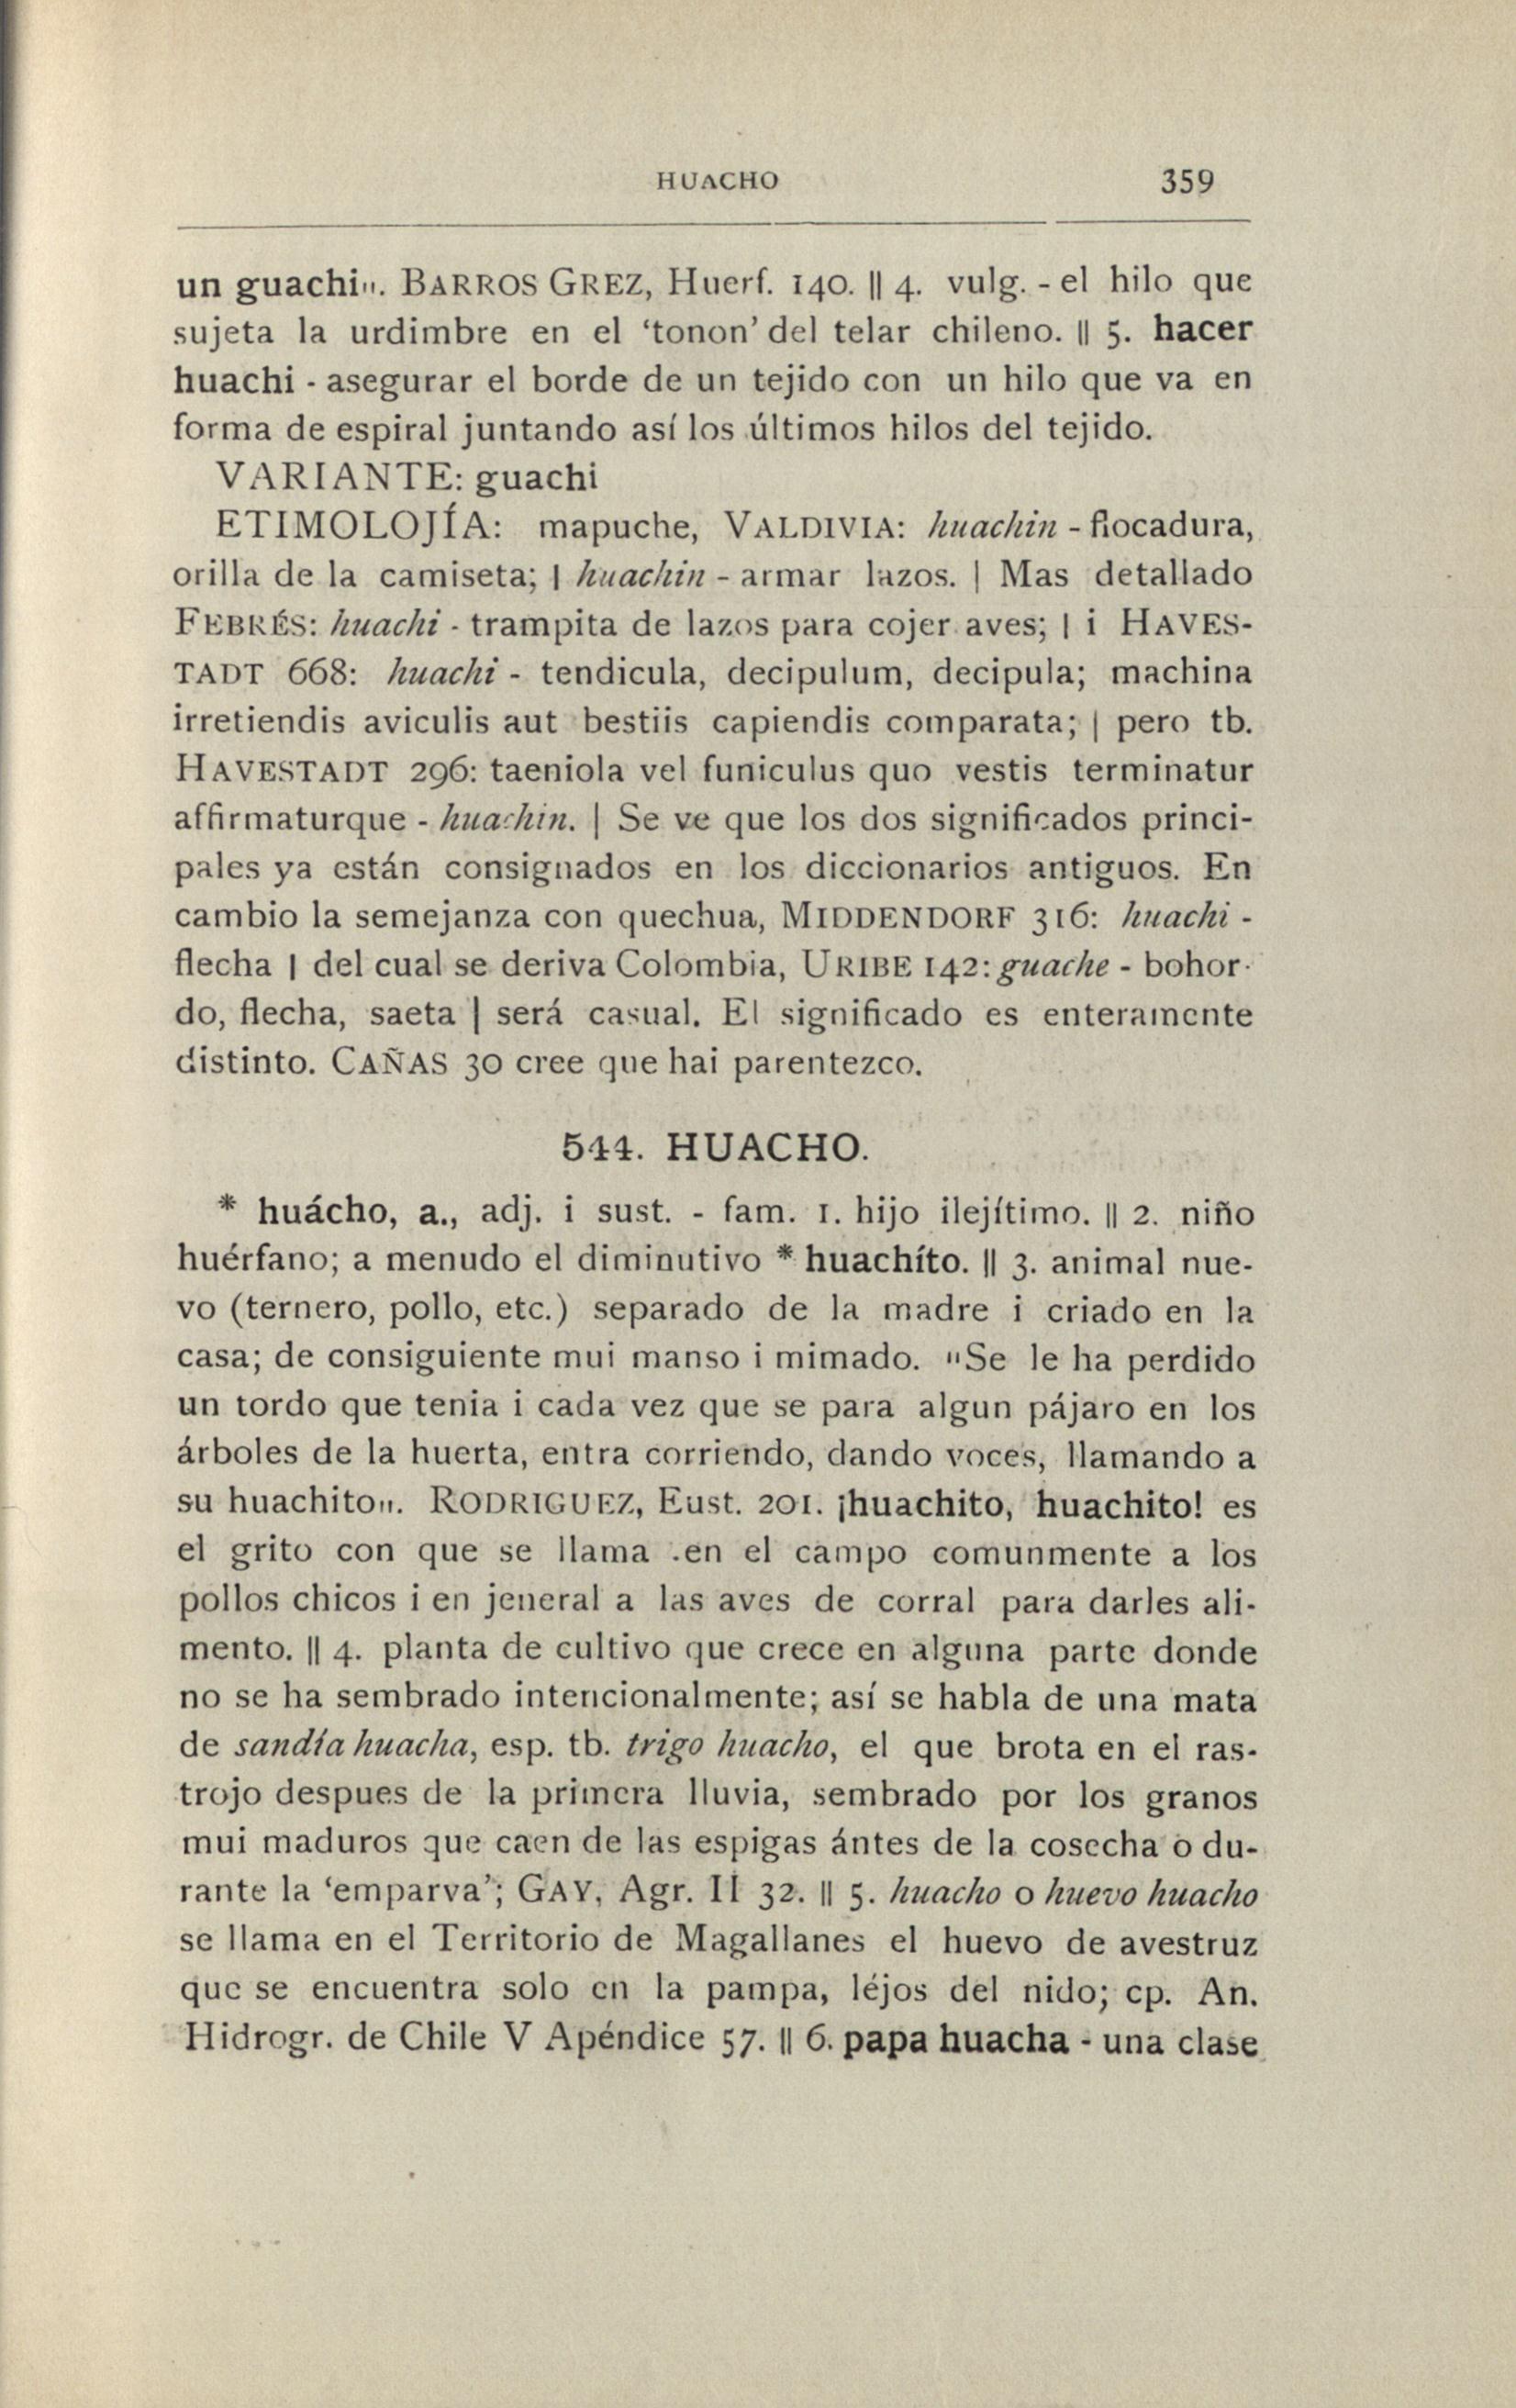 HUACHO 359
un guachi„. BARROS GREZ, Huerf. 140. || 4. vulg. - el hilo que
sujeta la urdimbre en el ‘tonon’ del telar chileno. || 5. hacer
huachi - asegurar el borde de un tejido con un hilo que va en
forma de espiral juntando así los últimos hilos del tejido.
VARIANTE: guachi
ETIMOLOJÍA: mapuche, VALDIVIA: huachin - flocadura,
orilla de la camiseta; | huachin - armar lazos. | Mas detallado
FEBRÉS: huachi - trampita de lazos para cojer aves; | i HAVES-
TADT 668: huachi - tendicula, decipulum, decipula; machina
irretiendis aviculis aut bestiis capiendis comparata; | pero tb.
HAVESTADT 296: taeniola vel funiculus quo vestis terminatur
affirmaturque - huachin. | Se ve que los dos significados princi-
pales ya están consignados en los diccionarios antiguos. En
cambio la semejanza con quechua, MIDDENDORF 316: huachi -
flecha | del cual se deriva Colombia, URIBE 142: guache - bohor-
do, flecha, saeta | será casual. El significado es enteramente
distinto. CAÑAS 30 cree que hai parentezco.
544. HUACHO.
* huácho, a., adj. i sust. - fam. 1. hijo ilejítimo. || 2. niño
huérfano; a menudo el diminutivo * huachíto. || 3. animal nue-
vo (ternero, pollo, etc.) separado de la madre i criado en la
casa; de consiguiente mui manso i mimado. "Se le ha perdido
un tordo que tenia i cada vez que se para algun pájaro en los
árboles de la huerta, entra corriendo, dando voces, llamando a
su huachito„. RODRIGUEZ, Eust. 201. ¡huachito, huachito! es
el grito con que se llama en el campo comunmente a los
pollos chicos i en jeneral a las aves de corral para darles ali-
mento. || 4. planta de cultivo que crece en alguna parte donde
no se ha sembrado intencionalmente; así se habla de una mata
de sandía huacha, esp. tb. trigo huacho, el que brota en el ras-
trojo despues de la primera lluvia, sembrado por los granos
mui maduros que caen de las espigas ántes de la cosecha o du-
rante la ‘emparva’; GAY, Agr. II 32. || 5. huacho o huevo huacho
se llama en el Territorio de Magallanes el huevo de avestruz
que se encuentra solo en la pampa, léjos del nido; cp. An.
Hidrogr. de Chile V Apéndice 57. || 6. papa huacha - una clase